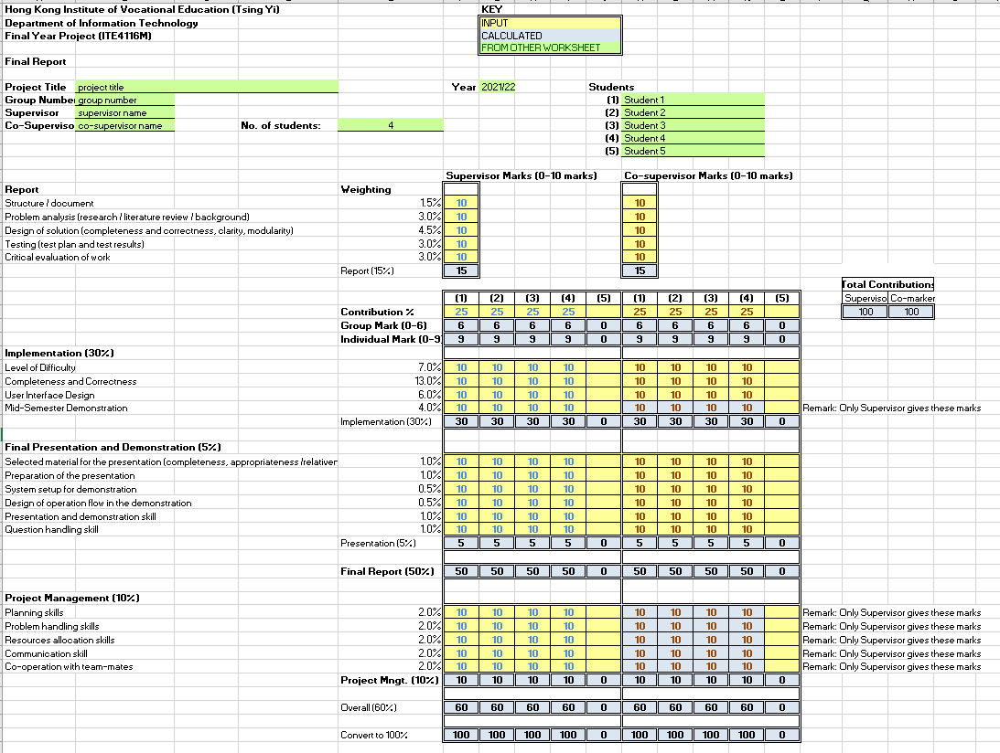 Hong Kong Institute of Vocational Education (Tsing Yi) KEY
Department of Information Technology INPUT
Final Year Project (ITE4116M) CALCULATED
FROM OTHER WORKSHEET
Final Report
Project Title project title Year 2021/22 Students
Group Number group number (1) Student 1
Supervisor supervisor name (2) Student 2
Co-Superviso co-supervisor name No. of students: 4 (3) Student 3
(4) Student 4
(5) Student 5
Supervisor Marks (0-10 marks) Co-supervisor Marks (0-10 marks)
Report Weighting
Structure / document 1.5% 10 10
Problem analysis (research / literature review / background) 3.0% 10 10
Design of solution (completeness and correctness, clarity, modularity) 4.5% 10 10
Testing (test plan and test results) 3.0% 10 10
Critical evaluation of work 3.0% 10 10
Report (15%) 15 15
Total Contributions
(1) (2) (3) (4) (5) (1) (2) (3) (4) (5) Superviso Co-marker
Contribution % 25 25 25 25 25 25 25 25 100 100
Group Mark (0-6) 6 6 6 6 0 6 6 6 6 0
Individual Mark (0-9) 9 9 9 9 0 9 9 9 9 0
Implementation (30%)
Level of Difficulty 7.0% 10 10 10 10 10 10 10 10
Completeness and Correctness 13.0% 10 10 10 10 10 10 10 10
User Interface Design 6.0% 10 10 10 10 10 10 10 10
Mid-Semester Demonstration 4.0% 10 10 10 10 10 10 10 10 Remark: Only Supervisor gives these marks
Implementation (30%) 30 30 30 30 0 30 30 30 30 0
Final Presentation and Demonstration (5%)
Selected material for the presentation (completeness, appropriateness /relativer 1.0% 10 10 10 10 10 10 10 10
Preparation of the presentation 1.0% 10 10 10 10 10 10 10 10
System setup for demonstration 0.5% 10 10 10 10 10 10 10 10
Design of operation flow in the demonstration 0.5% 10 10 10 10 10 10 10 10
Presentation and demonstration skill 1.0% 10 10 10 10 10 10 10 10
Question handling skill 1.0% 10 10 10 10 10 10 10 10
Presentation (5%) 5 5 5 5 0 5 5 5 5 0
Final Report (50%) 50 50 50 50 0 50 50 50 50 0
Project Management (10%)
Planning skills 2.0% 10 10 10 10 10 10 10 10 Remark: Only Supervisor gives these marks
Problem handling skills 2.0% 10 10 10 10 10 10 10 10 Remark: Only Supervisor gives these marks
Resources allocation skills 2.0% 10 10 10 10 10 10 10 10 Remark: Only Supervisor gives these marks
Communication skill 2.0% 10 10 10 10 10 10 10 10 Remark: Only Supervisor gives these marks
Co-operation with team-mates 2.0% 10 10 10 10 10 10 10 10 Remark: Only Supervisor gives these marks
Project Mngt. (10%) 10 10 10 10 0 10 10 10 10 0
Overall (60%) 60 60 60 60 0 60 60 60 60 0
Convert to 100% 100 100 100 100 0 100 100 100 100 0